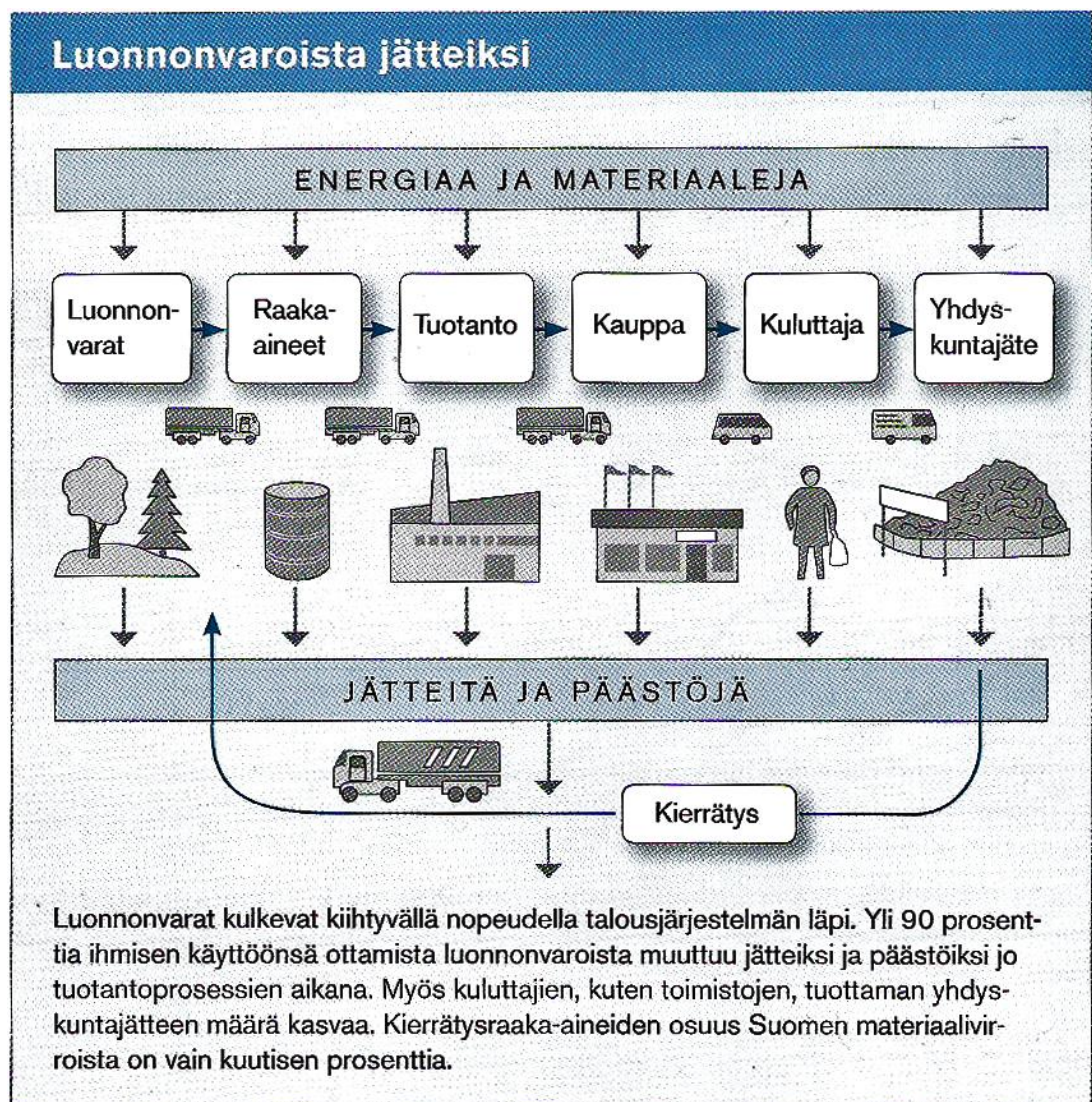 Luonnonvaroista jätteiksi
ENERGIAA JA MATERIAALEJA
Luonnon-
varat
Raaka-
aineet
Tuotanto
Kauppa
Kuluttaja
Yhdys-
kuntajäte
JÄTTEITÄ JA PÄÄSTÖJÄ
Kierrätys
Luonnonvarat kulkevat kiihtyvällä nopeudella talousjärjestelmän läpi. Yli 90 prosent-
tia ihmisen käyttöönsä ottamista luonnonvaroista muuttuu jätteiksi ja päästöiksi jo
tuotantoprosessien aikana. Myös kuluttajien, kuten toimistojen, tuottaman yhdys-
kuntajätteen määrä kasvaa. Kierrätysraaka-aineiden osuus Suomen materiaalivir-
roista on vain kuutisen prosenttia.